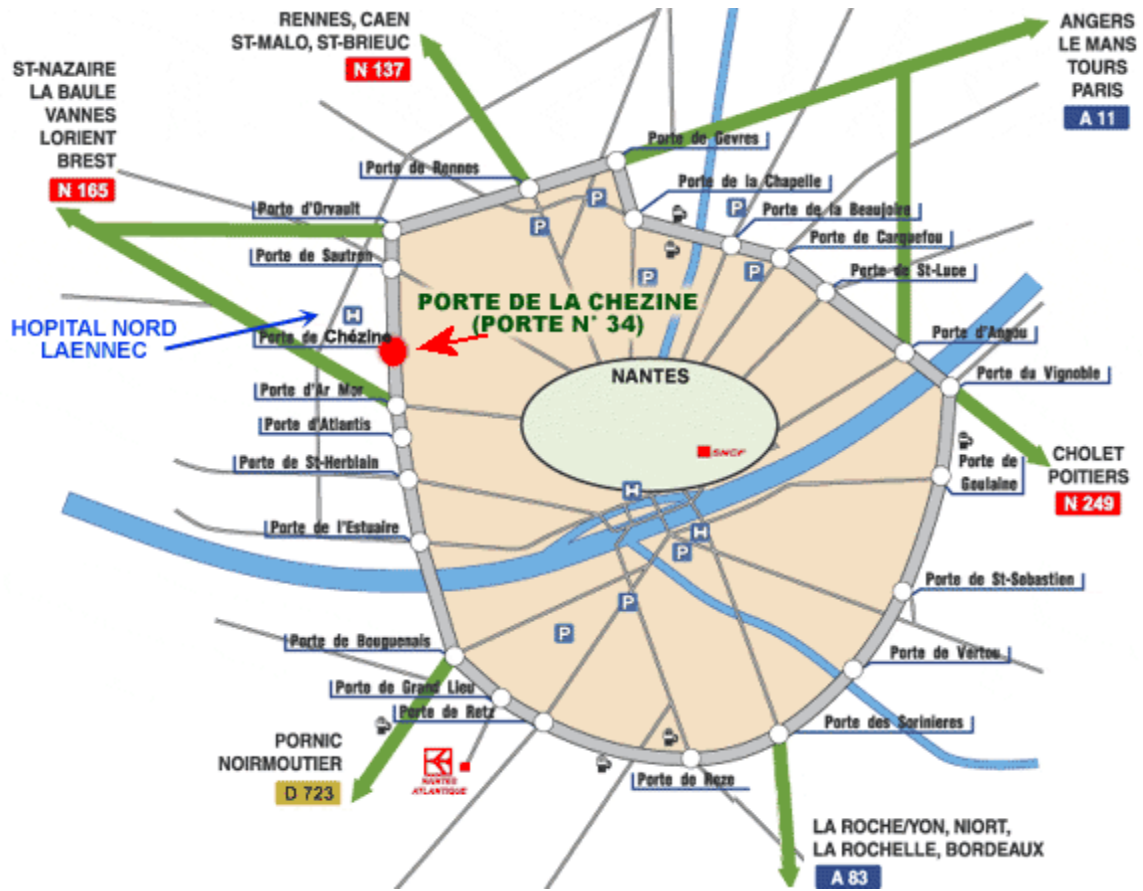 RENNES, CAEN
ST-MALO, ST-BRIEUC
N 137
ANGERS
LE MANS
TOURS
PARIS
A 11
ST-NAZAIRE
LA BAULE
VANNES
LORIENT
BREST
N 165
Porte de Gevres
Porte de Rennes
P
Porte de la Chapelle
P
Porte d'Orvault
P
Porte de la Beaujoire
Porte de Carquefou
Porte de Sautron
P
P
Porte de St-Luce
PORTE DE LA CHEZINE
(PORTE N° 34)
H
HOPITAL NORD
LAENNEC
Porte de Chézine
Porte d'Angou
NANTES
Porte du Vignoble
Porte d'Ar Mor
Porte d'Atlantis
SNCF
CHOLET
POITIERS
N 249
Porte de St-Herblain
Porte de
Goulaine
H
Porte de l'Estuaire
H
P
Porte de St-Sebastien
P
P
Porte de Bouguenais
Porte de Vertou
Porte de Grand Lieu
Porte de Retz
Porte des Sorinieres
PORNIC
NOIRMOUTIER
D 723
NANTES
ATLANTIQUE
Porte de Reze
LA ROCHE/YON, NIORT,
LA ROCHELLE, BORDEAUX
A 83